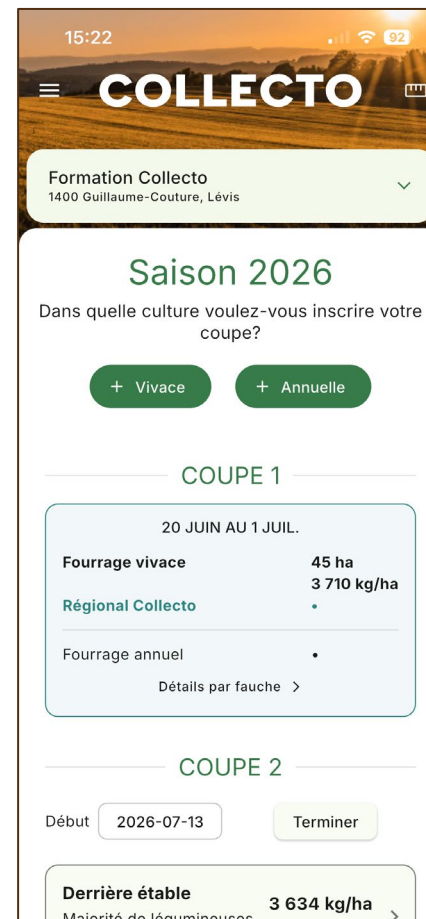 15:22
92
COLLECTO
Formation Collecto
1400 Guillaume-Couture, Lévis
Saison 2026
Dans quelle culture voulez-vous inscrire votre
coupe?
+ Vivace
+ Annuelle
COUPE 1
20 JUIN AU 1 JUIL.
Fourrage vivace 45 ha
3 710 kg/ha
Régional Collecto •
Fourrage annuel •
Détails par fauche >
COUPE 2
Début 2026-07-13 Terminer
Derrière étable 3 634 kg/ha
Majorité de légumineuses